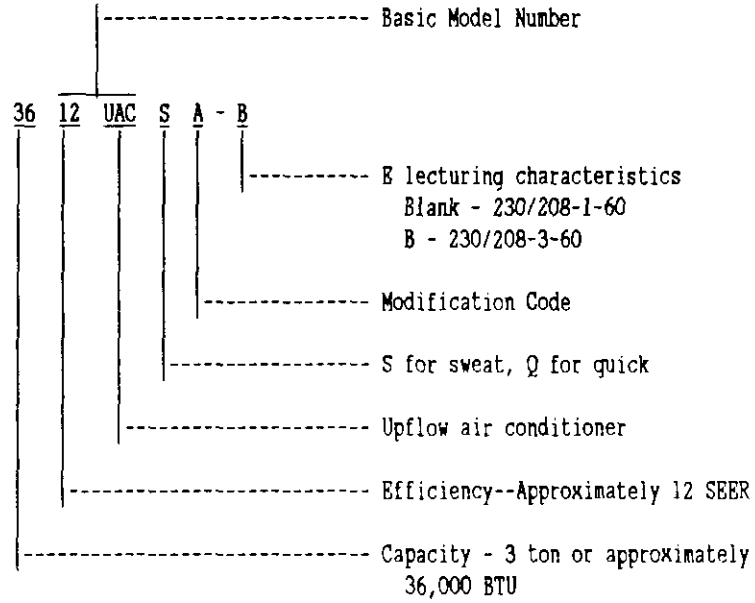 Basic Model Number
36 12 UAC S A - B
E lecturing characteristics
Blank - 230/208-1-60
B - 230/208-3-60
Modification Code
S for sweat, Q for quick
Upflow air conditioner
Efficiency--Approximately 12 SEER
Capacity - 3 ton or approximately
36,000 BTU